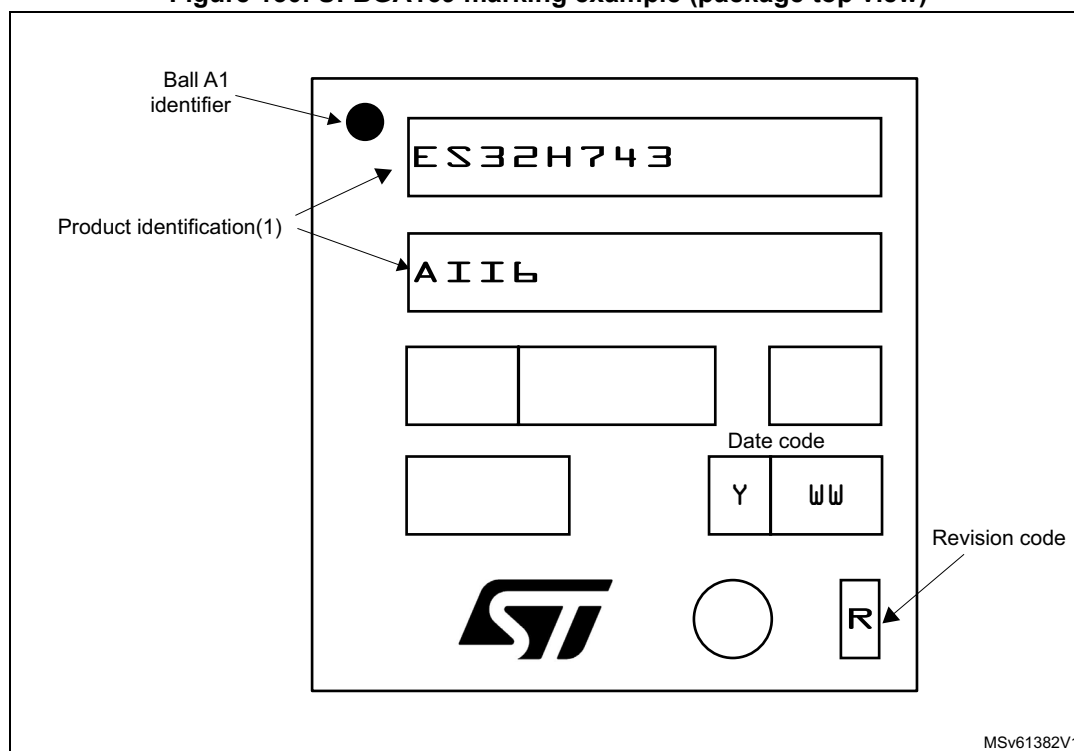 Ball A1
identifier
ES32H743
Product identification(1)
AII6
Date code
Y WW
Revision code
R
MSv61382V1